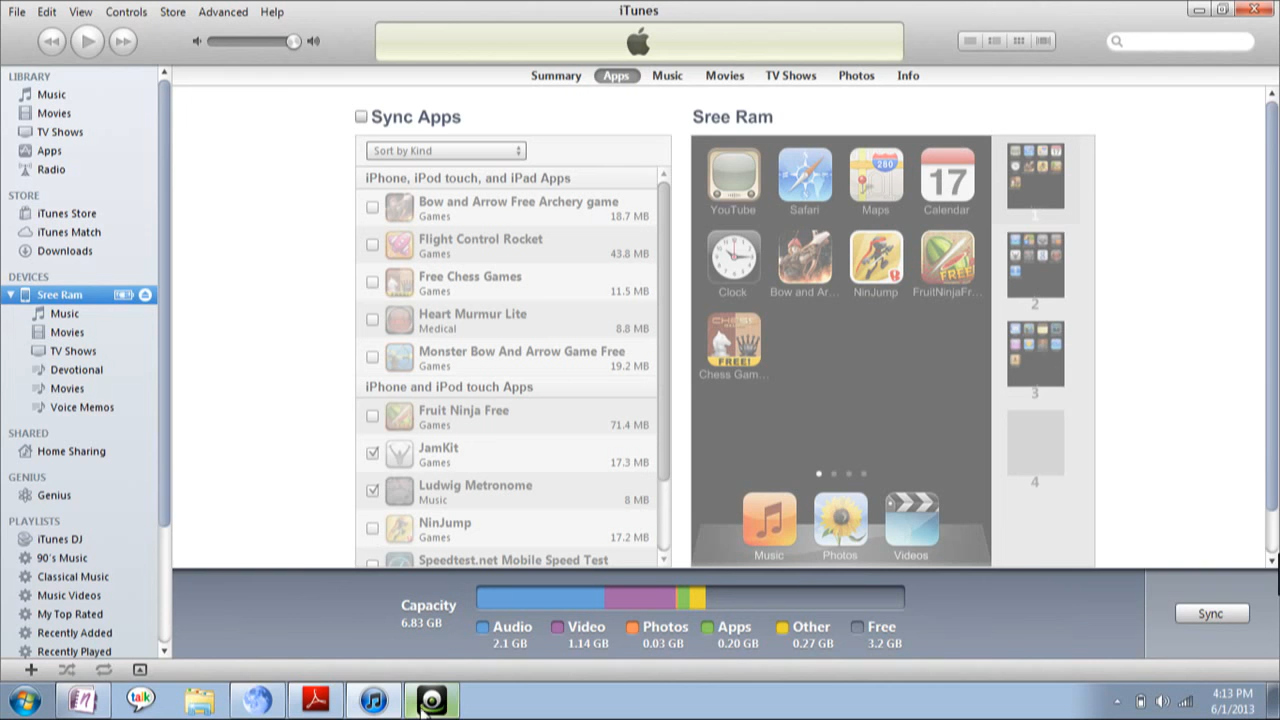 File Edit View Controls Store Advanced Help
iTunes
LIBRARY
Music
Movies
TV Shows
Apps
Radio
STORE
iTunes Store
iTunes Match
Downloads
DEVICES
Sree Ram
Music
Movies
TV Shows
Devotional
Movies
Voice Memos
SHARED
Home Sharing
GENIUS
Genius
PLAYLISTS
iTunes DJ
90's Music
Classical Music
Music Videos
My Top Rated
Recently Added
Recently Played
Summary Apps Music Movies TV Shows Photos Info
Sync Apps
Sort by Kind
iPhone, iPod touch, and iPad Apps
Bow and Arrow Free Archery game
Games 18.7 MB
Flight Control Rocket
Games 43.8 MB
Free Chess Games
Games 11.5 MB
Heart Murmur Lite
Medical 8.8 MB
Monster Bow And Arrow Game Free
Games 19.2 MB
iPhone and iPod touch Apps
Fruit Ninja Free
Games 71.4 MB
JamKit
Games 17.3 MB
Ludwig Metronome
Music 8 MB
NinJump
Games 17.2 MB
Speedtest.net Mobile Speed Test
Sree Ram
280
17
YouTube Safari Maps Calendar
FREE
Clock Bow and Ar... NinJump FruitNinjaFr...
CHESS
FREE!
Chess Gam...
Music Photos Videos
1
2
3
4
Capacity
6.83 GB
Audio Video Photos Apps Other Free
2.1 GB 1.14 GB 0.03 GB 0.20 GB 0.27 GB 3.2 GB
Sync
talk
4:13 PM
6/1/2013